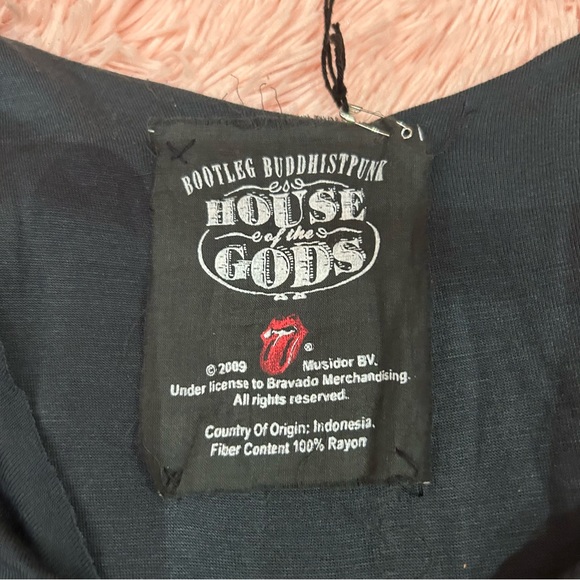 BOOTLEG BUDDHISTPUNK
HOUSE
of the
GODS
®
© 2009 Musidor BV.
Under license to Bravado Merchandising.
All rights reserved.
Country Of Origin: Indonesia.
Fiber Content 100% Rayon